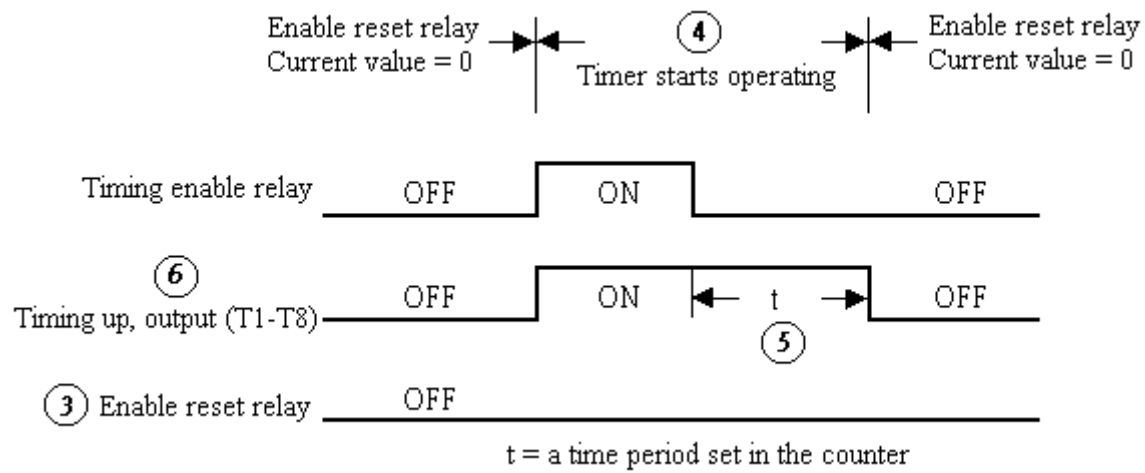 Enable reset relay
Current value = 0
4
Timer starts operating
Enable reset relay
Current value = 0
Timing enable relay
OFF
ON
OFF
6
Timing up, output (T1-T8)
OFF
ON
t
5
OFF
3 Enable reset relay
OFF
t = a time period set in the counter